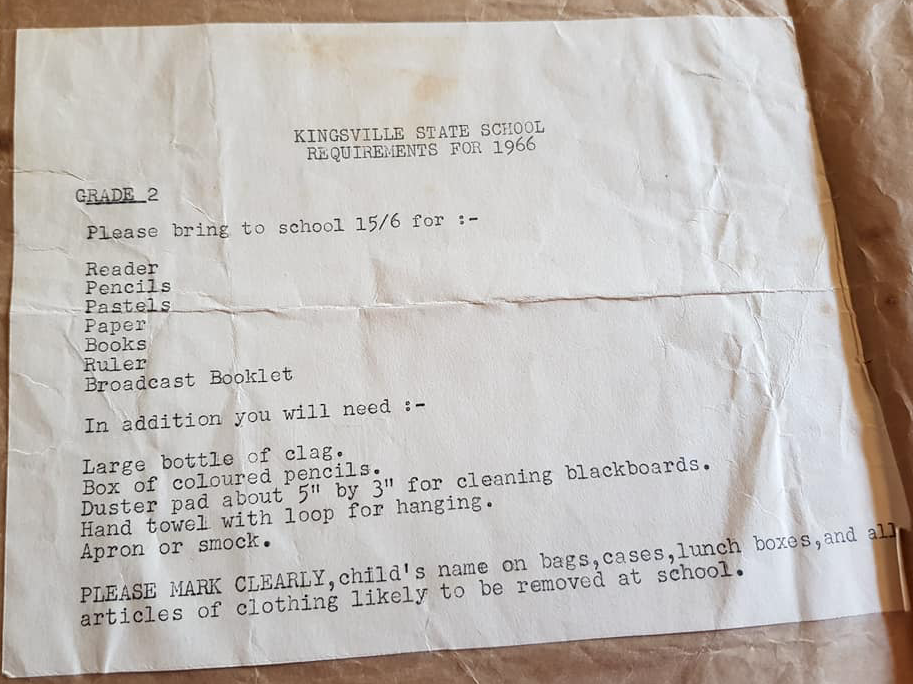 KINGSVILLE STATE SCHOOL
REQUIREMENTS FOR 1966
GRADE 2
Please bring to school 15/6 for :-
Reader
Pencils
Pastels
Paper
Books
Ruler
Broadcast Booklet
In addition you will need :-
Large bottle of clag.
Box of coloured pencils.
Duster pad about 5" by 3" for cleaning blackboards.
Hand towel with loop for hanging.
Apron or smock.
PLEASE MARK CLEARLY,child's name on bags,cases,lunch boxes,and all
articles of clothing likely to be removed at school.